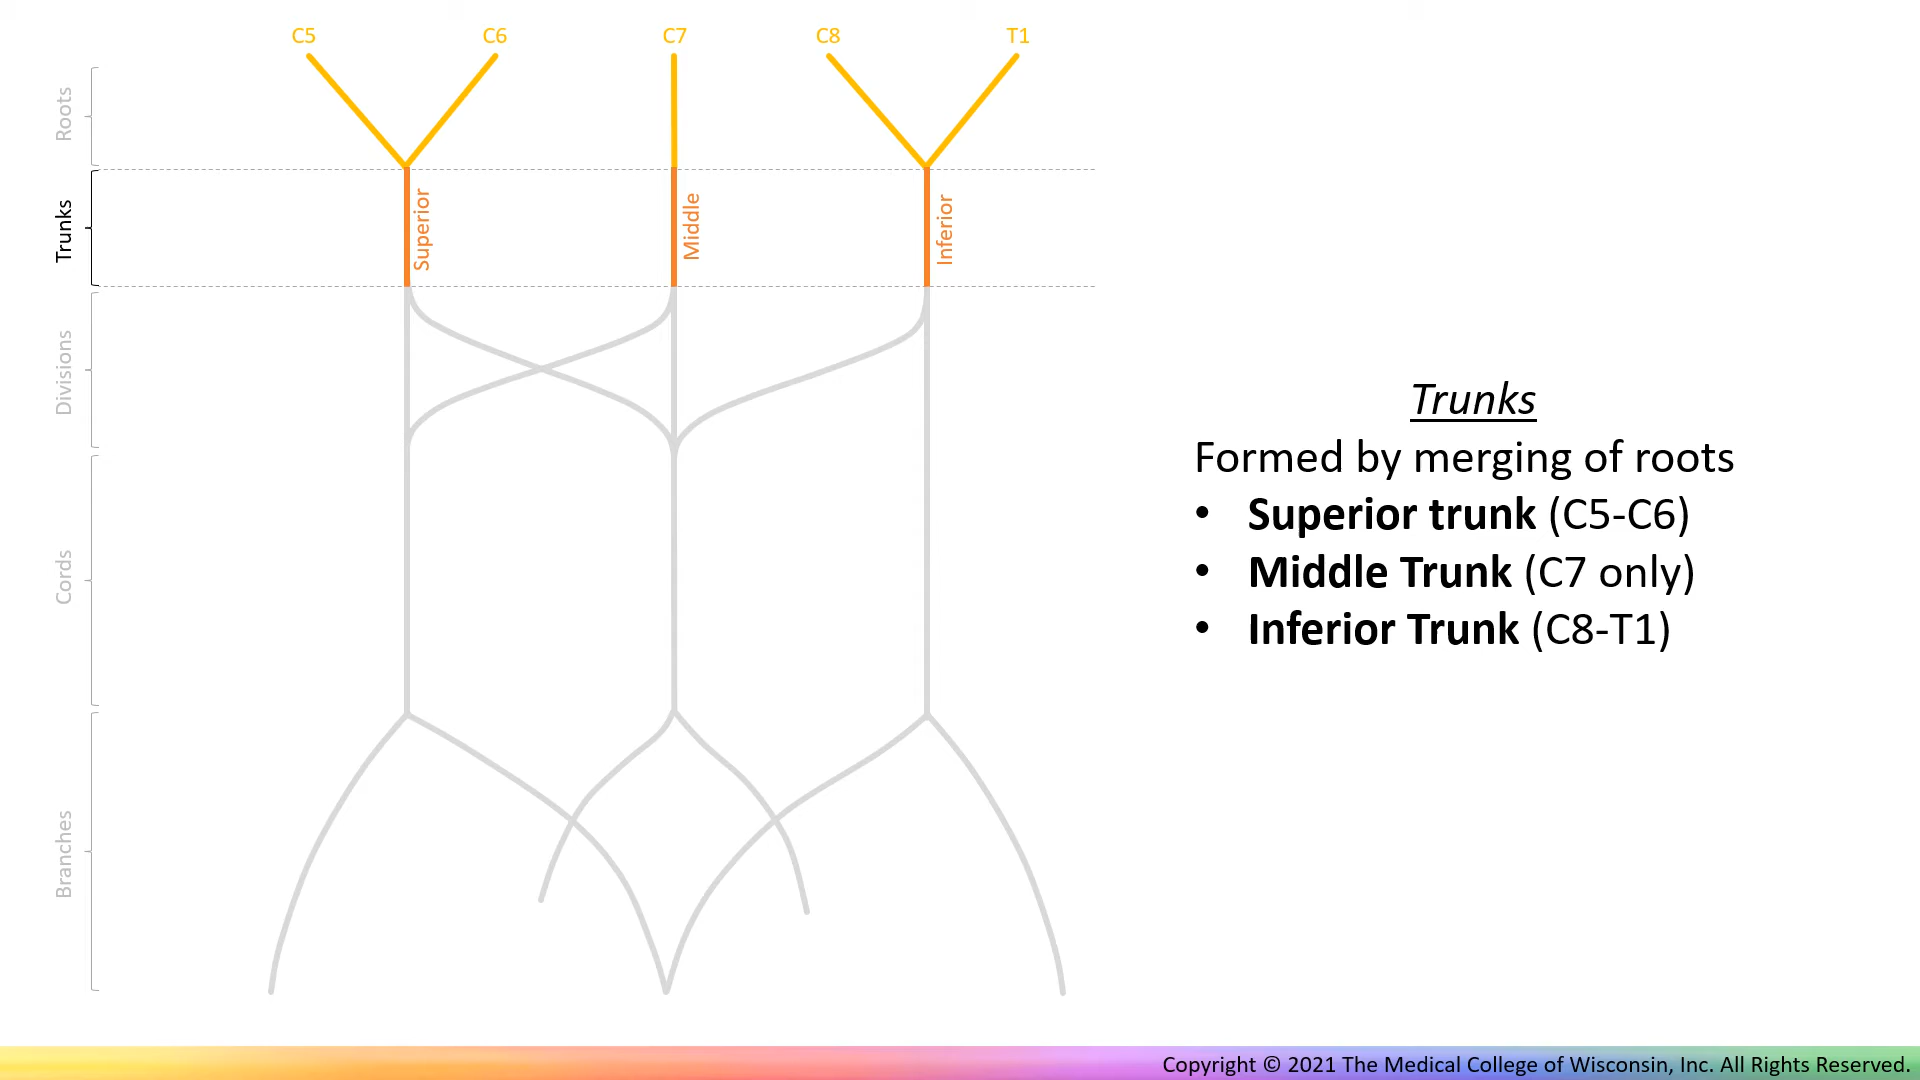 C5 C6 C7 C8 T1
Roots
Trunks
Superior
Middle
Inferior
Divisions
Cords
Branches
Trunks
Formed by merging of roots
• Superior trunk (C5-C6)
• Middle Trunk (C7 only)
• Inferior Trunk (C8-T1)
Copyright © 2021 The Medical College of Wisconsin, Inc. All Rights Reserved.